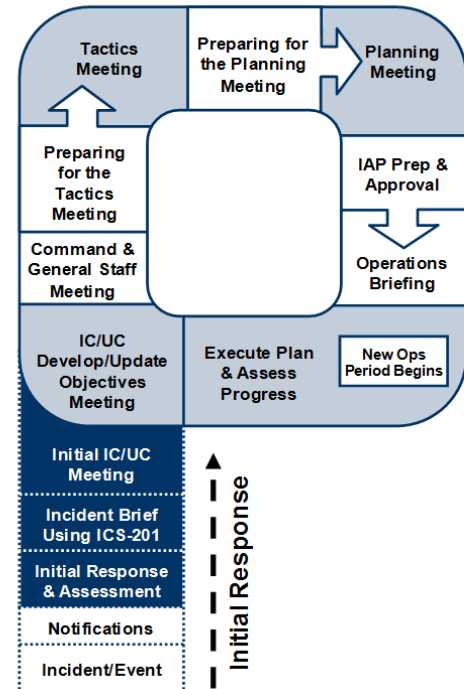 Tactics
Meeting
Preparing for
the Planning
Meeting
Planning
Meeting
Preparing
for the
Tactics
Meeting
IAP Prep &
Approval
Command &
General Staff
Meeting
Operations
Briefing
IC/UC
Develop/Update
Objectives
Meeting
Execute Plan
& Assess
Progress
New Ops
Period Begins
Initial IC/UC
Meeting
Incident Brief
Using ICS-201
Initial Response
& Assessment
Notifications
Incident/Event
Initial Response